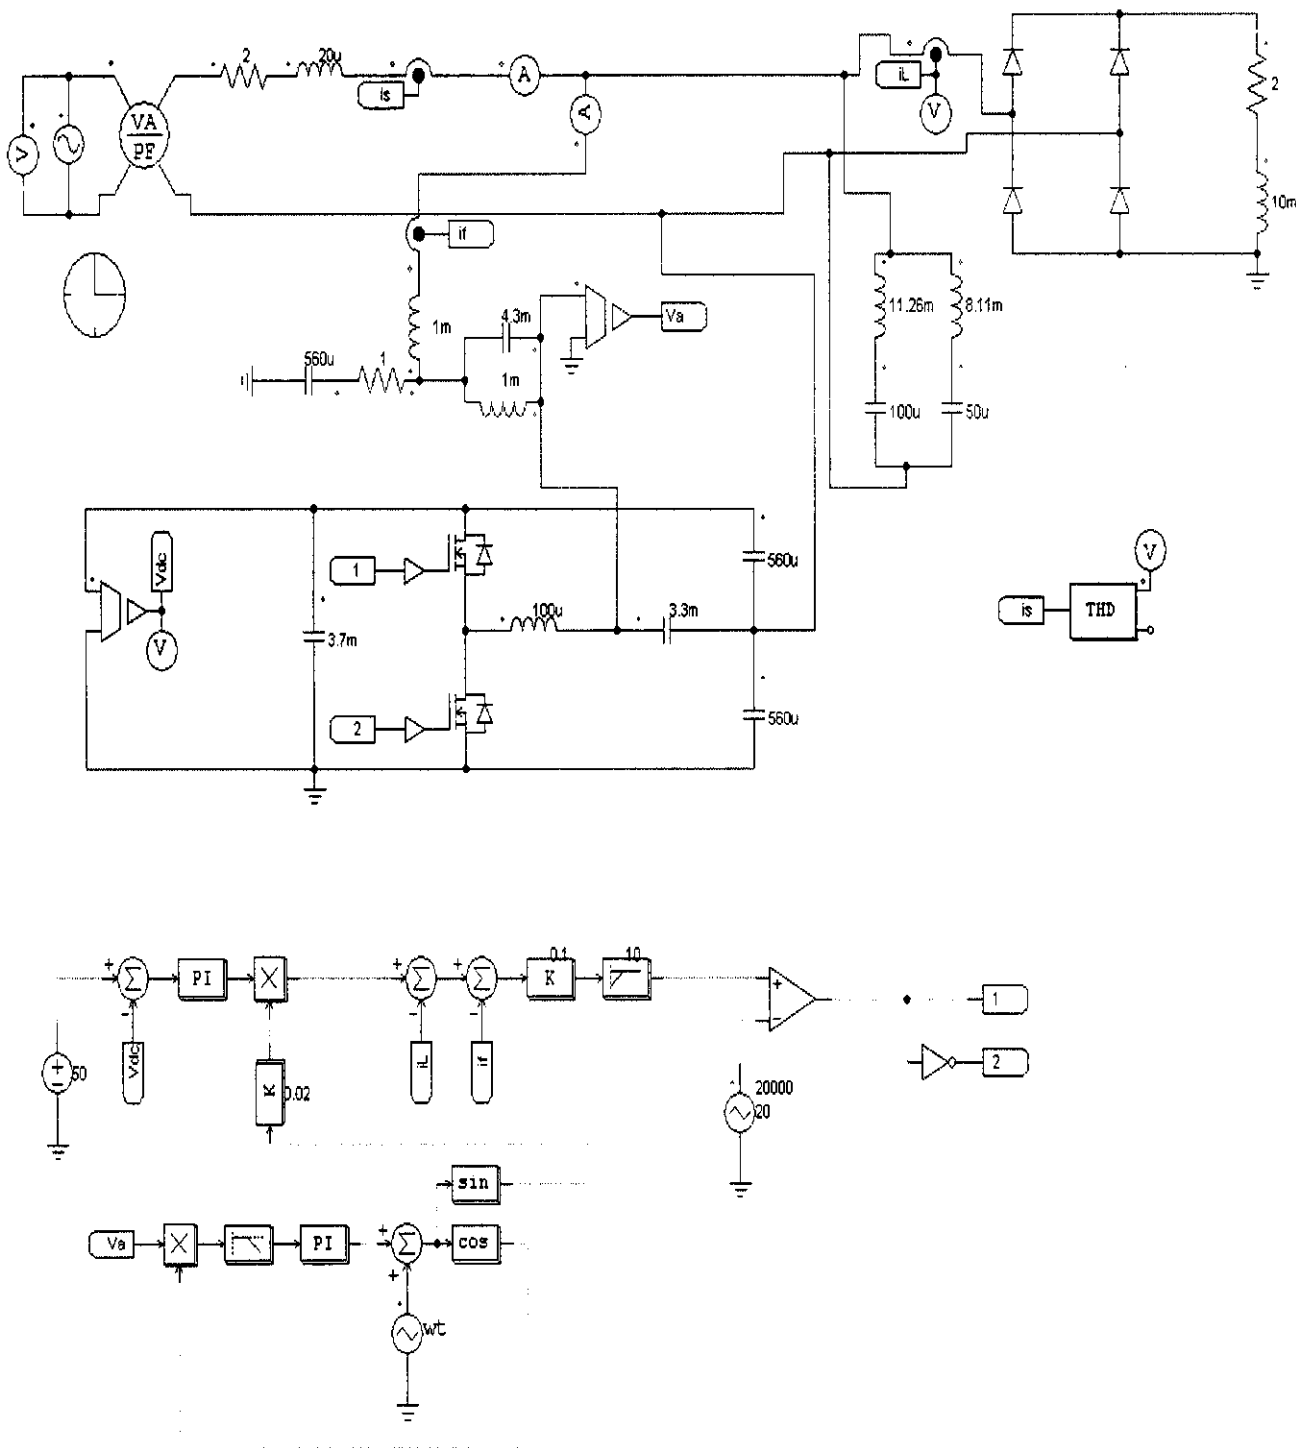 2
20u
is
A
A
iL
V
2
10m
V
VA
PF
if
1m
4.3m
Va
560u
1
1m
11.26m
8.11m
100u
50u
Vdc
V
1
560u
3.7m
100u
3.3m
2
560u
V
is
THD
+
Σ
-
PI
X
+
Σ
-
+
Σ
-
0.1
K
10
+
-
1
2
50
Vdc
K
0.02
iL
if
20000
20
sin
Va
X
PI
+
Σ
+
cos
wt